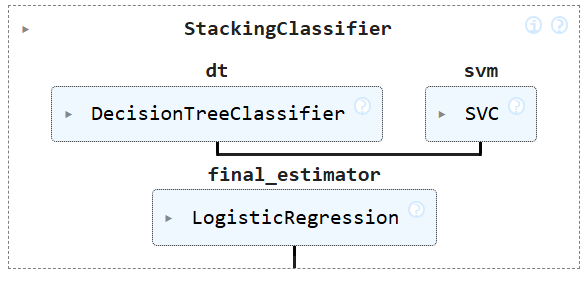 StackingClassifier
dt
svm
DecisionTreeClassifier
SVC
final_estimator
LogisticRegression